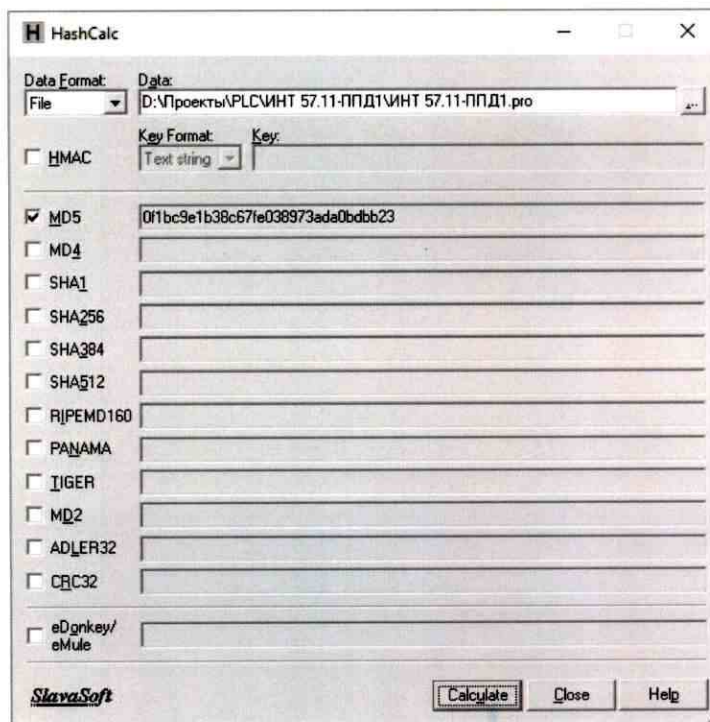 HashCalc
Data Format: Data:
File D:\Проекты\PLC\ИНТ 57.11-ППД1\ИНТ 57.11-ППД1.pro ...
Key Format: Key:
HMAC Text string
MD5 0f1bc9e1b38c67fe038973ada0bdbb23
MD4
SHA1
SHA256
SHA384
SHA512
RIPEMD160
PANAMA
TIGER
MD2
ADLER32
CRC32
eDonkey/
eMule
SlavaSoft Calculate Close Help